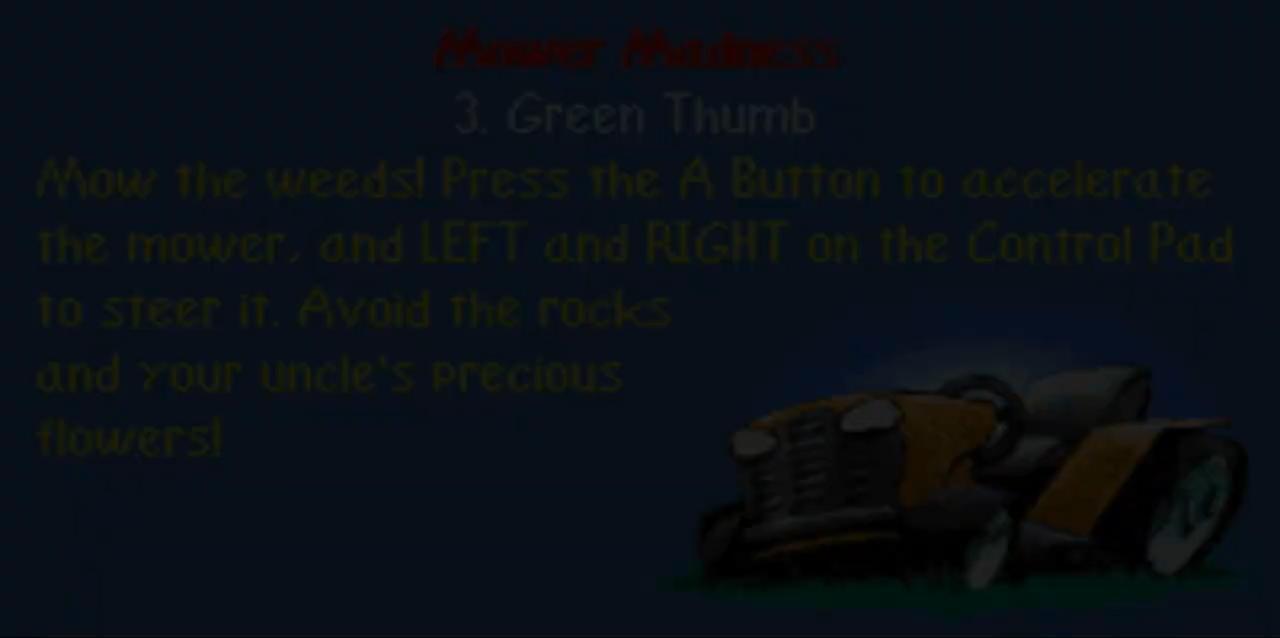 Mower Madness
3. Green Thumb
Mow the weeds! Press the A Button to accelerate
the mower, and LEFT and RIGHT on the Control Pad
to steer it. Avoid the rocks
and your uncle's precious
flowers!